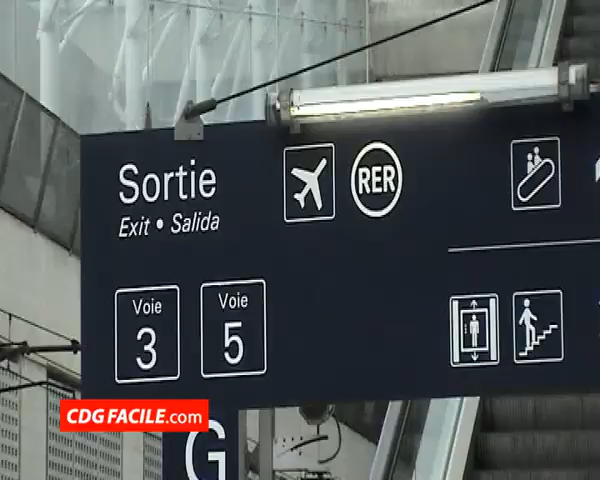 Sortie
Exit • Salida
RER
Voie
3
Voie
5
CDGFACILE.com
G